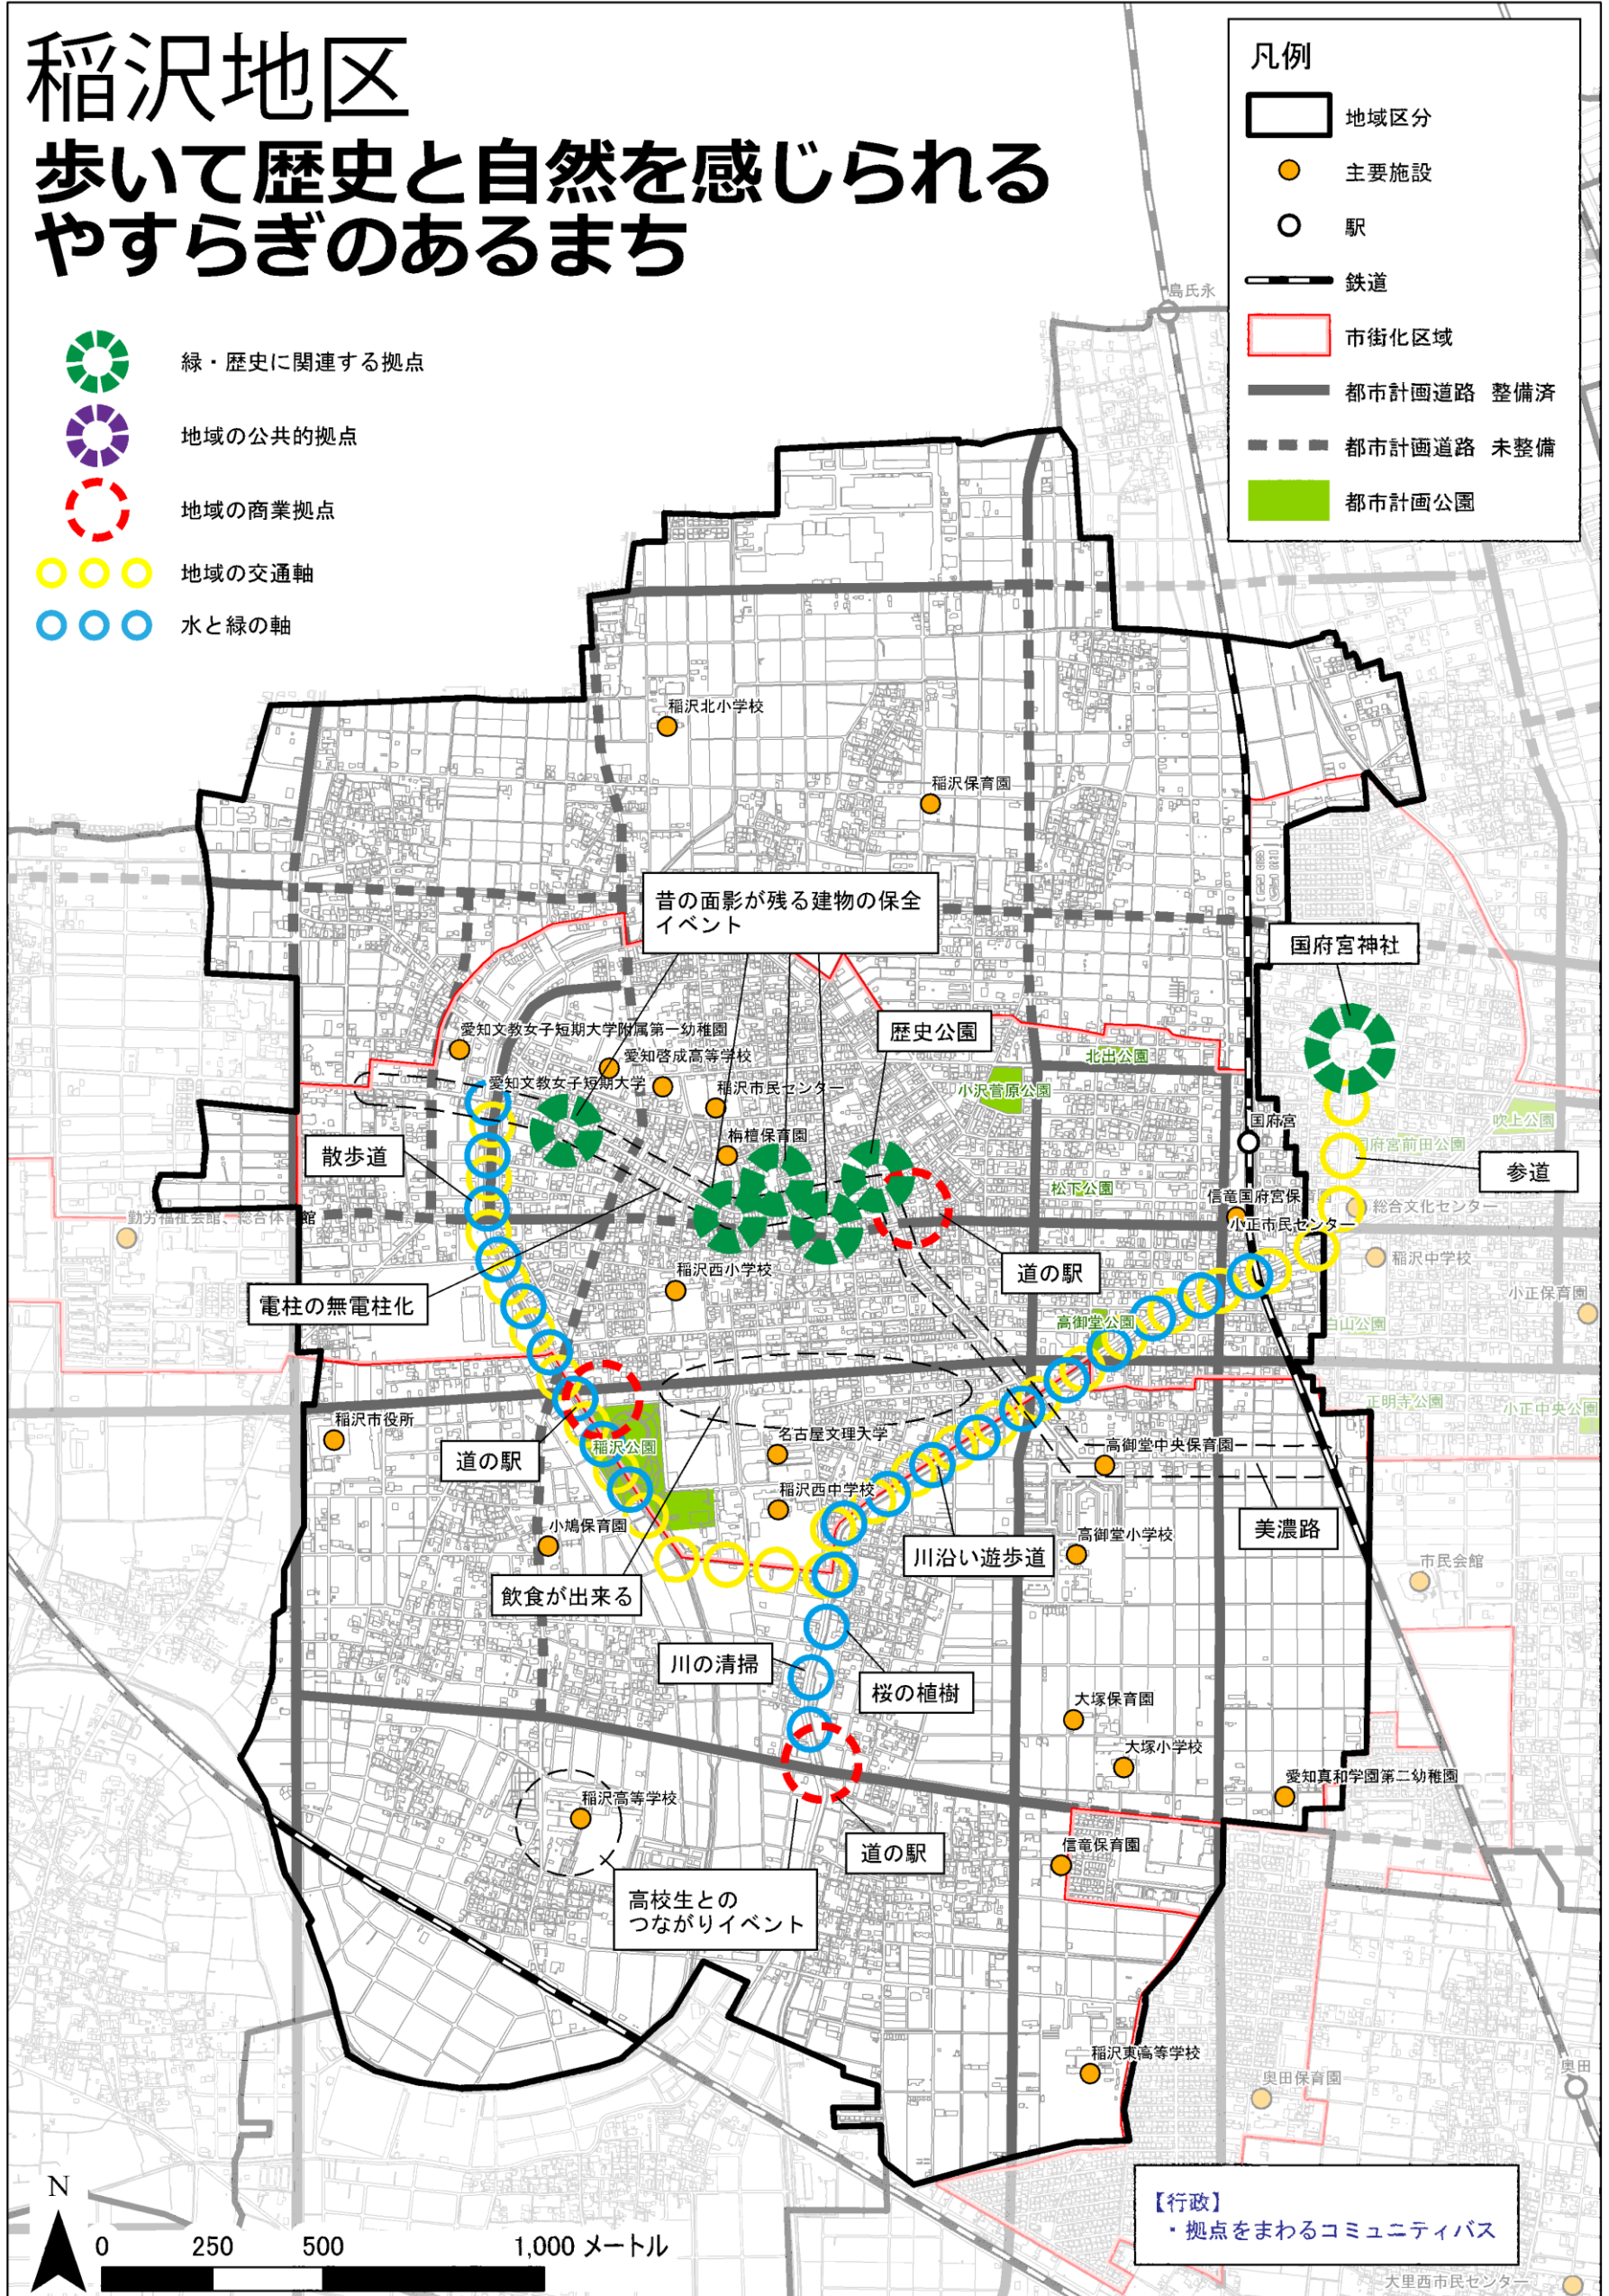 稲沢地区
歩いて歴史と自然を感じられる
やすらぎのあるまち
緑・歴史に関連する拠点
地域の公共的拠点
地域の商業拠点
地域の交通軸
水と緑の軸
凡例
地域区分
主要施設
駅
鉄道
市街化区域
都市計画道路 整備済
都市計画道路 未整備
都市計画公園
島氏永
稲沢北小学校
稲沢保育園
昔の面影が残る建物の保全
イベント
国府宮神社
歴史公園
愛知文教女子短期大学附属第一幼稚園
愛知啓成高等学校
愛知文教女子短期大学
稲沢市民センター
北出公園
小沢菅原公園
国府宮
吹上公園
国府宮前田公園
栴檀保育園
散歩道
参道
松下公園
信竜国府宮保育
総合文化センター
小正市民センター
勤労福祉会館、総合体育館
稲沢中学校
稲沢西小学校
道の駅
小正保育園
電柱の無電柱化
高御堂公園
白山公園
正明寺公園
小正中央公園
稲沢市役所
道の駅
稲沢公園
名古屋文理大学
高御堂中央保育園
稲沢西中学校
美濃路
小鳩保育園
高御堂小学校
川沿い遊歩道
市民会館
飲食が出来る
川の清掃
桜の植樹
大塚保育園
大塚小学校
愛知真和学園第二幼稚園
稲沢高等学校
道の駅
信竜保育園
高校生との
つながりイベント
稲沢東高等学校
奥田
奥田保育園
【行政】
・拠点をまわるコミュニティバス
N
0 250 500 1,000 メートル
大里西市民センター